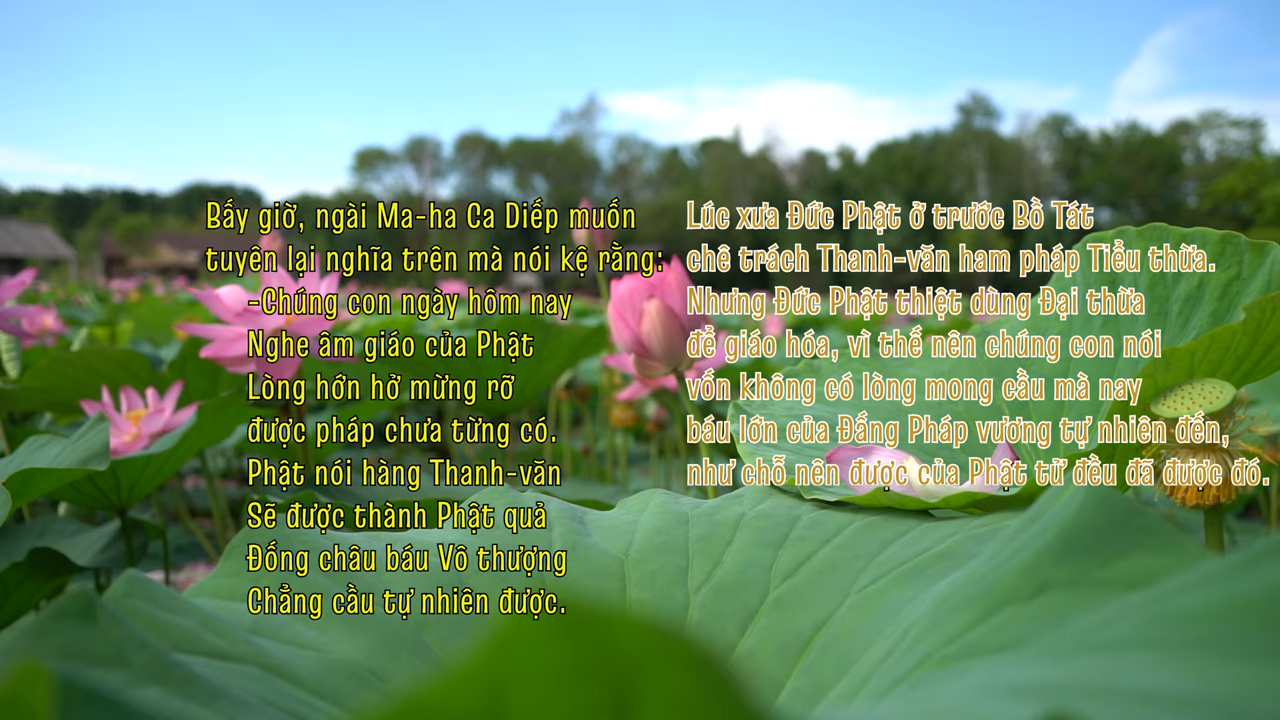 Bấy giờ, ngài Ma-ha Ca Diếp muốn
tuyên lại nghĩa trên mà nói kệ rằng:
-Chúng con ngày hôm nay
Nghe âm giáo của Phật
Lòng hớn hở mừng rỡ
được pháp chưa từng có.
Phật nói hàng Thanh-văn
Sẽ được thành Phật quả
Đống châu báu Vô thượng
Chẳng cầu tự nhiên được.
Lúc xưa Đức Phật ở trước Bồ Tát
chê trách Thanh-văn ham pháp Tiểu thừa.
Nhưng Đức Phật thiệt dùng Đại thừa
để giáo hóa, vì thế nên chúng con nói
vốn không có lòng mong cầu mà nay
báu lớn của Đấng Pháp vương tự nhiên đến,
như chỗ nên được của Phật tử đều đã được đó.